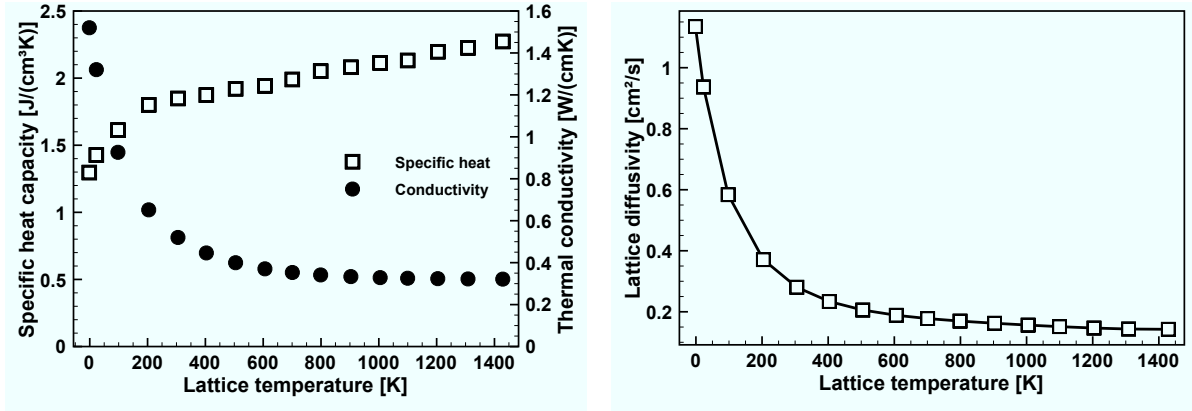 2.5
2
1.5
1
0.5
0
Specific heat capacity [J/(cm³K)]
1.6
1.4
1.2
1
0.8
0.6
0.4
0.2
0
Thermal conductivity [W/(cmK)]
Specific heat
Conductivity
0 200 400 600 800 1000 1200 1400
Lattice temperature [K]
1
0.8
0.6
0.4
0.2
Lattice diffusivity [cm²/s]
0 200 400 600 800 1000 1200 1400
Lattice temperature [K]